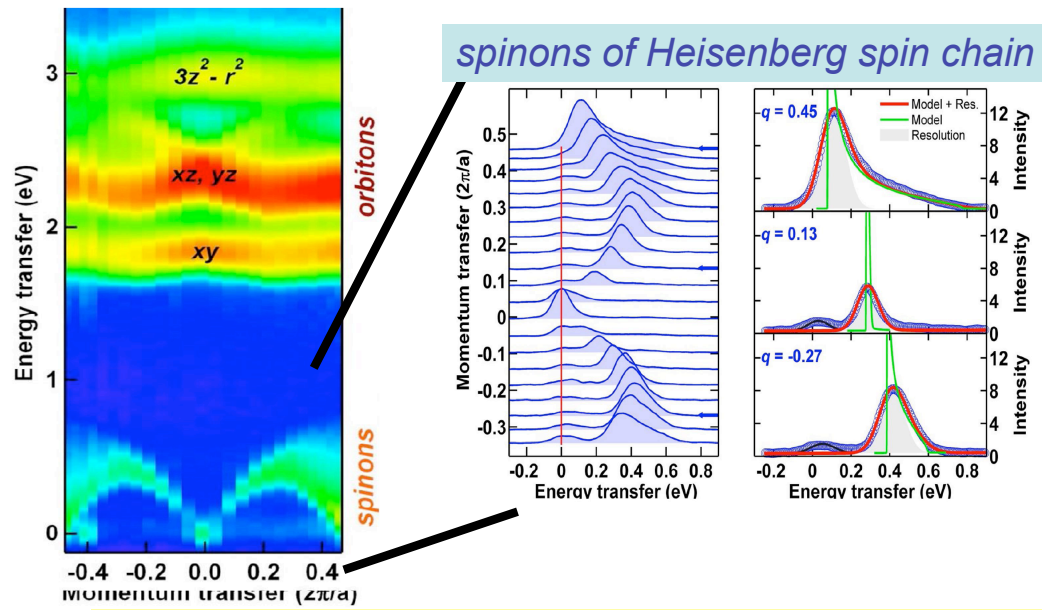 spinons of Heisenberg spin chain
3z² - r²
xz, yz
xy
orbitons
spinons
Energy transfer (eV)
3
2
1
0
-0.4 -0.2 0.0 0.2 0.4
Momentum transfer (2π/a)
Momentum transfer (2π/a)
0.5
0.4
0.3
0.2
0.1
0
-0.1
-0.2
-0.3
-0.2 0 0.2 0.4 0.6 0.8
Energy transfer (eV)
q = 0.45
Model + Res.
Model
Resolution
12
8
4
0
Intensity
q = 0.13
12
8
4
0
Intensity
q = -0.27
12
8
4
0
Intensity
-0.2 0 0.2 0.4 0.6 0.8
Energy transfer (eV)